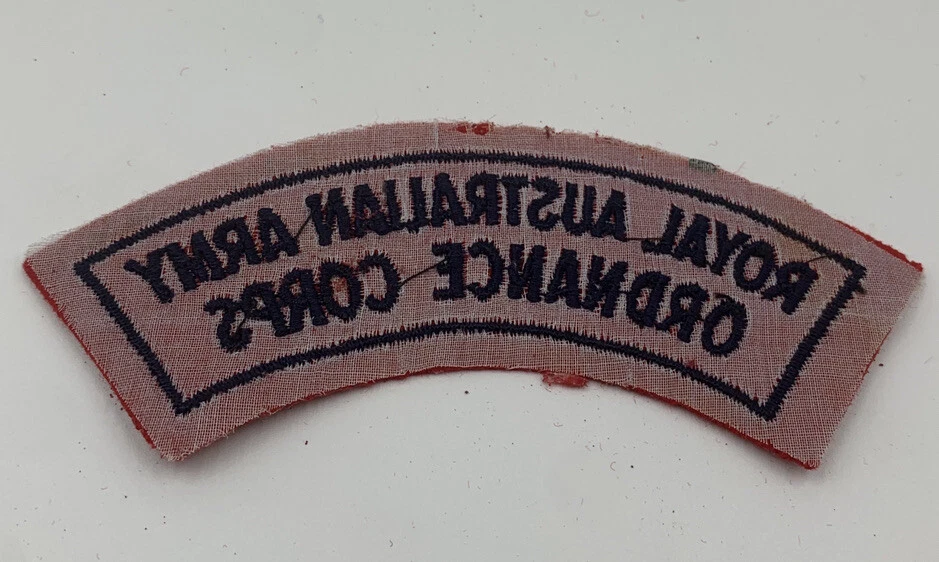 ROYAL AUSTRALIAN ARMY
ORDNANCE CORPS